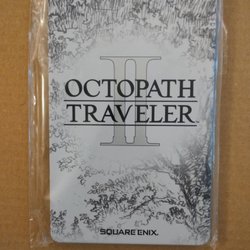 OCTOPATH
II
TRAVELER
SQUARE ENIX.